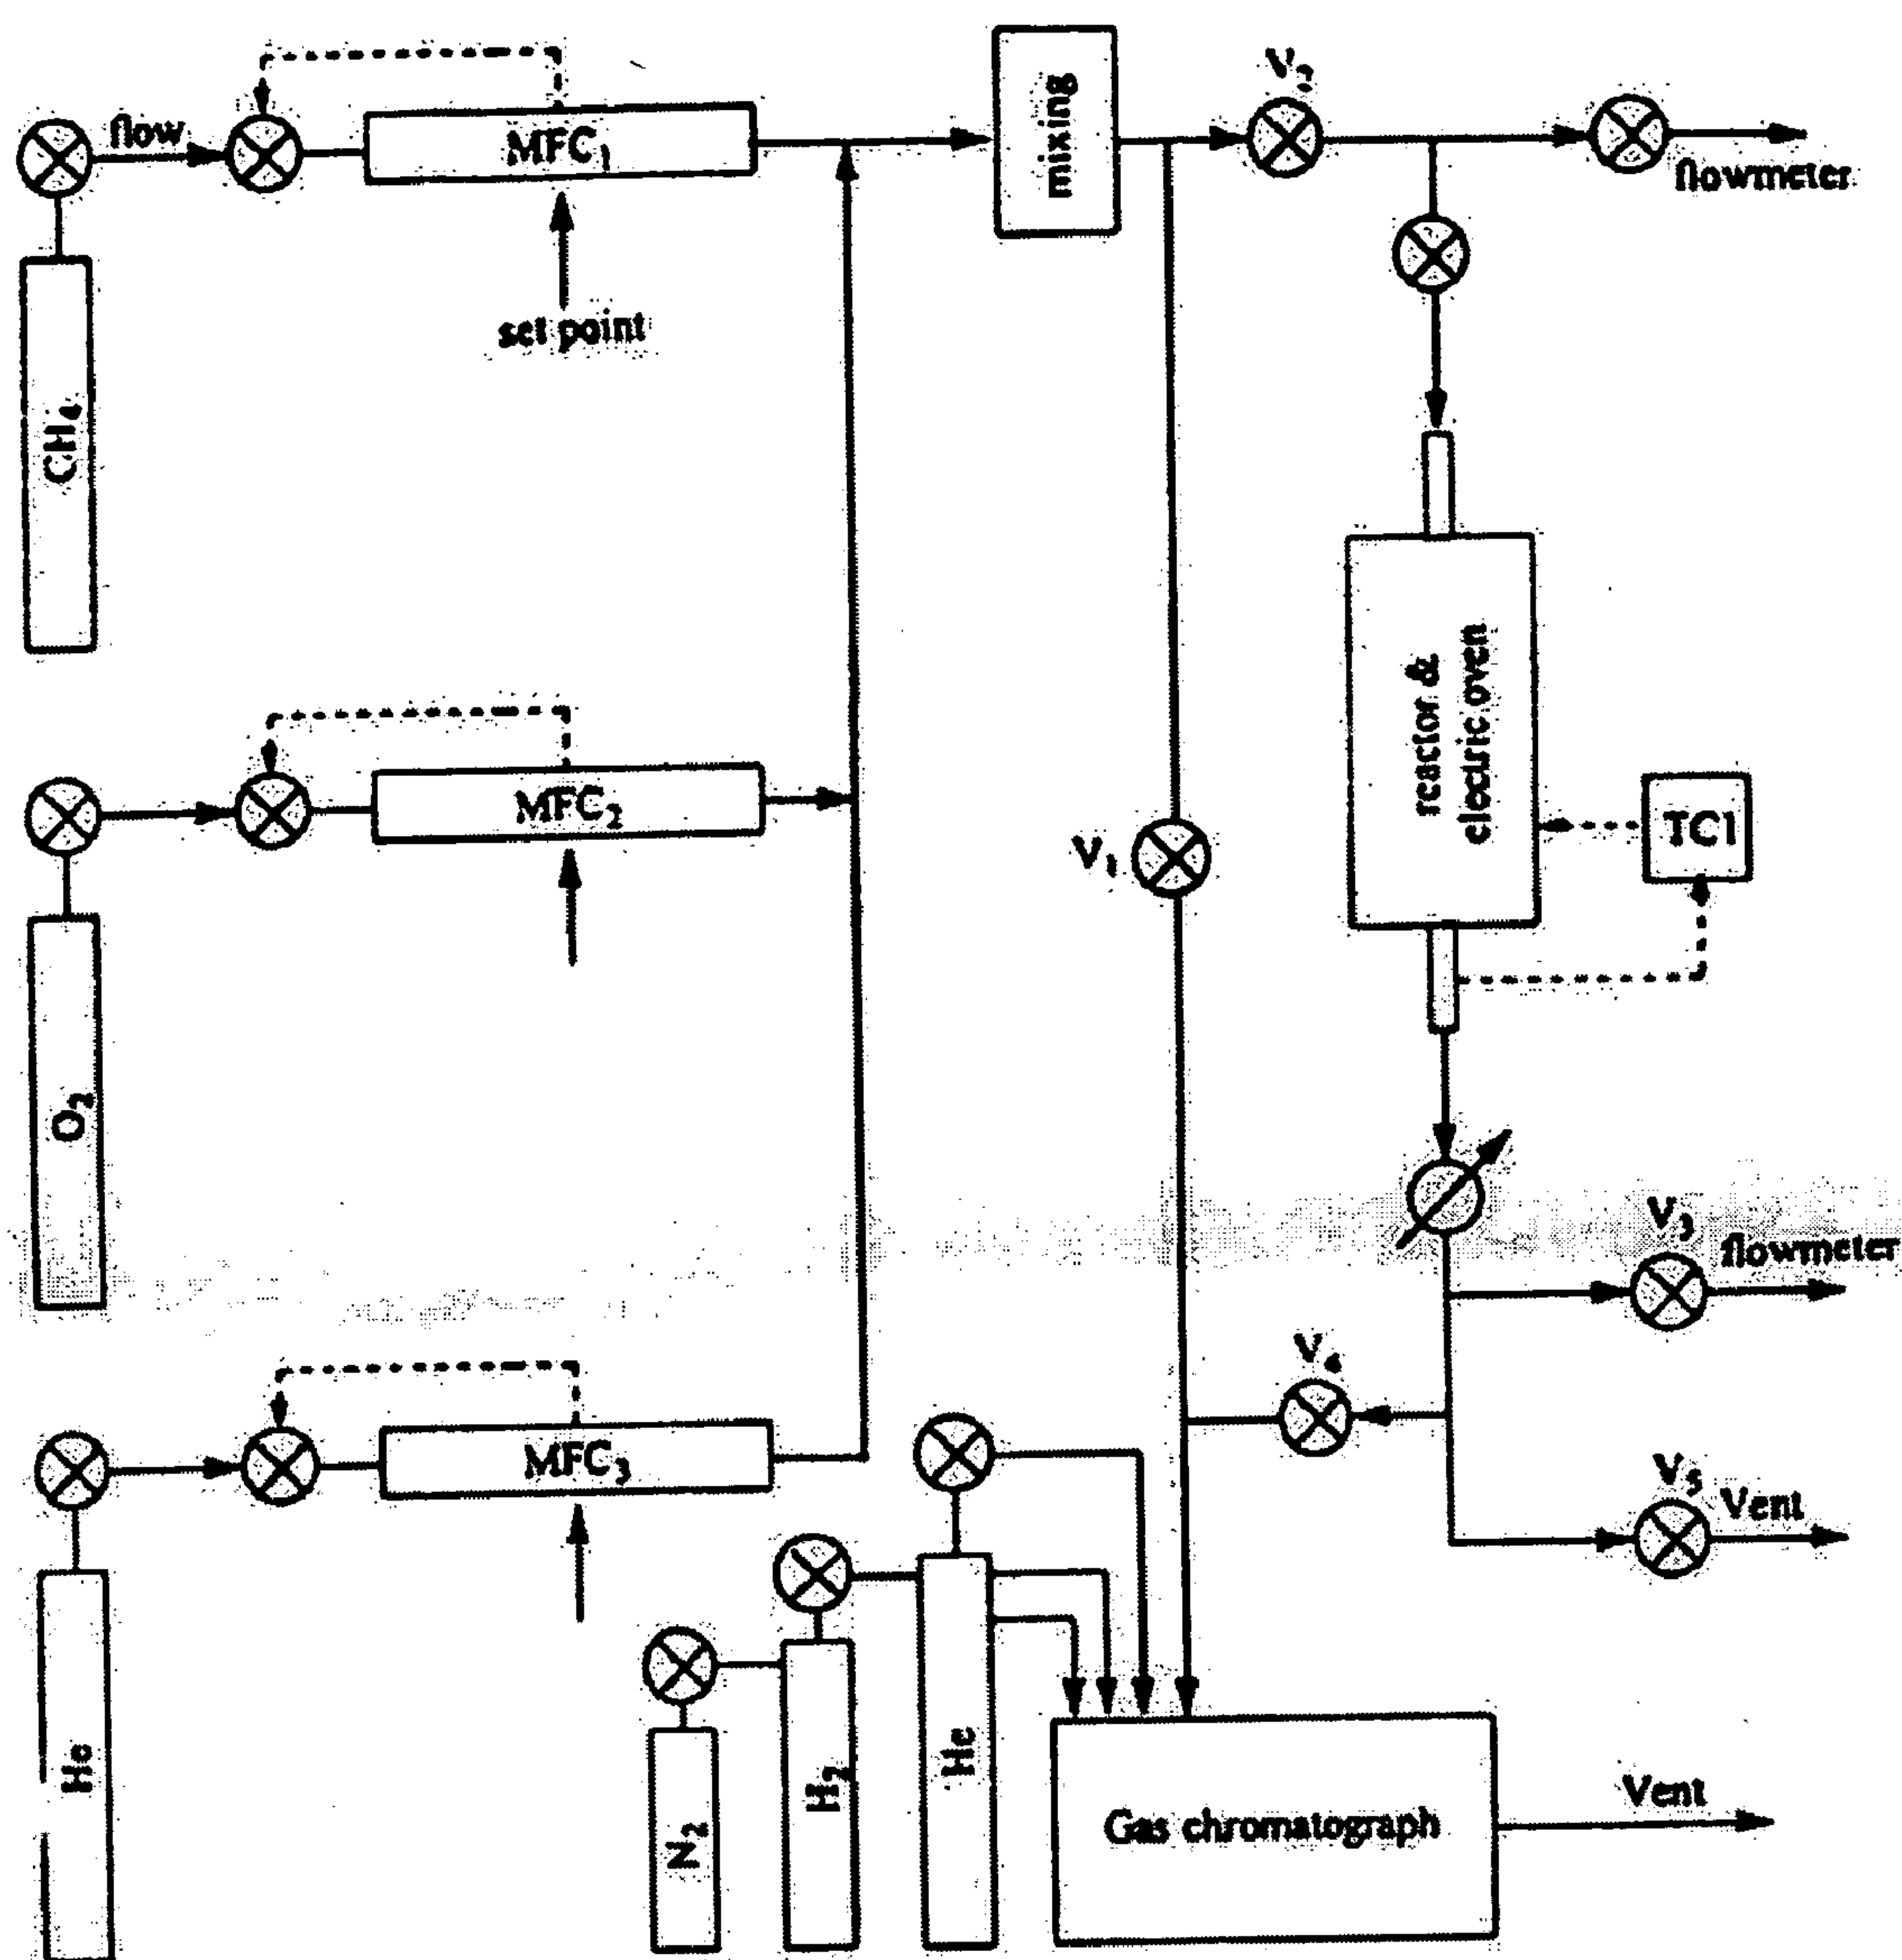 flow
MFC₁
set point
CH₄
mixing
V₂
flowmeter
MFC₂
O₂
V₁
reactor &
electric oven
TC1
V₃
flowmeter
V₄
V₅
Vent
MFC₃
He
N₂
H₂
He
Gas chromatograph
Vent